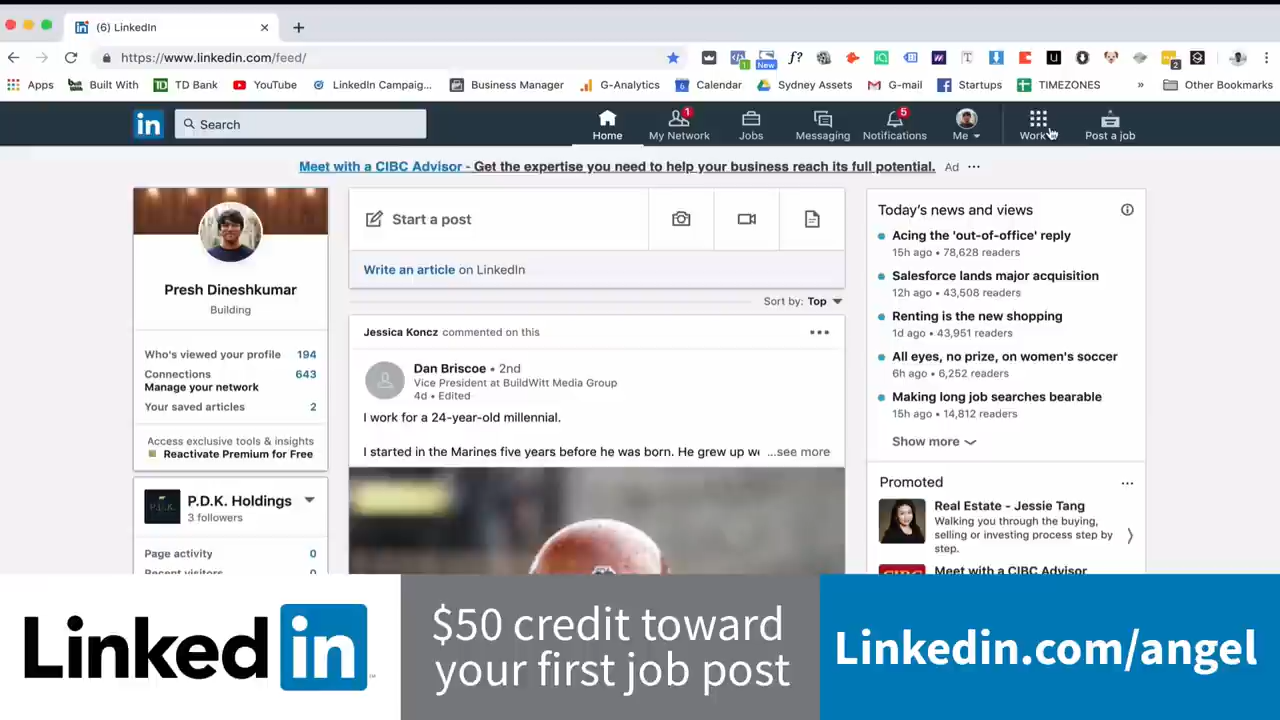 (6) LinkedIn
https://www.linkedin.com/feed/
f?
1
New
T
U
2
Apps
Built With
TD Bank
YouTube
LinkedIn Campaig...
Business Manager
G-Analytics
Calendar
Sydney Assets
G-mail
Startups
TIMEZONES
»
Other Bookmarks
in
Search
Home
1
My Network
Jobs
Messaging
5
Notifications
Me
Work
Post a job
Meet with a CIBC Advisor - Get the expertise you need to help your business reach its full potential. Ad ...
Presh Dineshkumar
Building
Who's viewed your profile 194
Connections 643
Manage your network
Your saved articles 2
Access exclusive tools & insights
Reactivate Premium for Free
P.D.K.
P.D.K. Holdings
3 followers
Page activity 0
Recent visitors 0
Start a post
Write an article on LinkedIn
Sort by: Top
Jessica Koncz commented on this
Dan Briscoe • 2nd
Vice President at BuildWitt Media Group
4d • Edited
I work for a 24-year-old millennial.
I started in the Marines five years before he was born. He grew up w ...see more
Today's news and views
Acing the 'out-of-office' reply
15h ago • 78,628 readers
Salesforce lands major acquisition
12h ago • 43,508 readers
Renting is the new shopping
1d ago • 43,951 readers
All eyes, no prize, on women's soccer
6h ago • 6,252 readers
Making long job searches bearable
15h ago • 14,812 readers
Show more
Promoted
Real Estate - Jessie Tang
Walking you through the buying,
selling or investing process step by
step.
CIBC
Meet with a CIBC Advisor
Linkedin
$50 credit toward
your first job post
Linkedin.com/angel